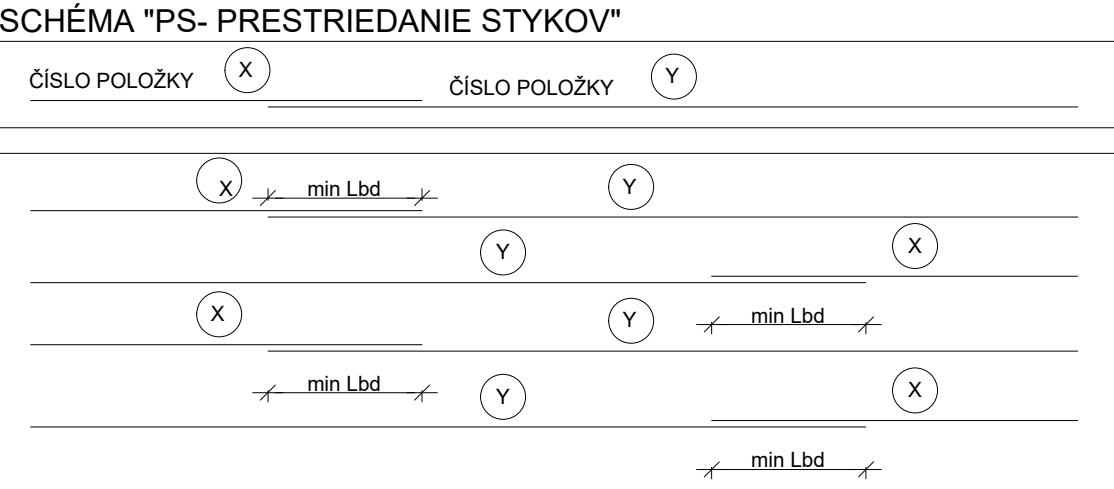 SCHÉMA "PS- PRESTRIEDANIE STYKOV"
ČÍSLO POLOŽKY X ČÍSLO POLOŽKY Y
X min Lbd Y
Y X
X Y min Lbd
min Lbd Y X
min Lbd